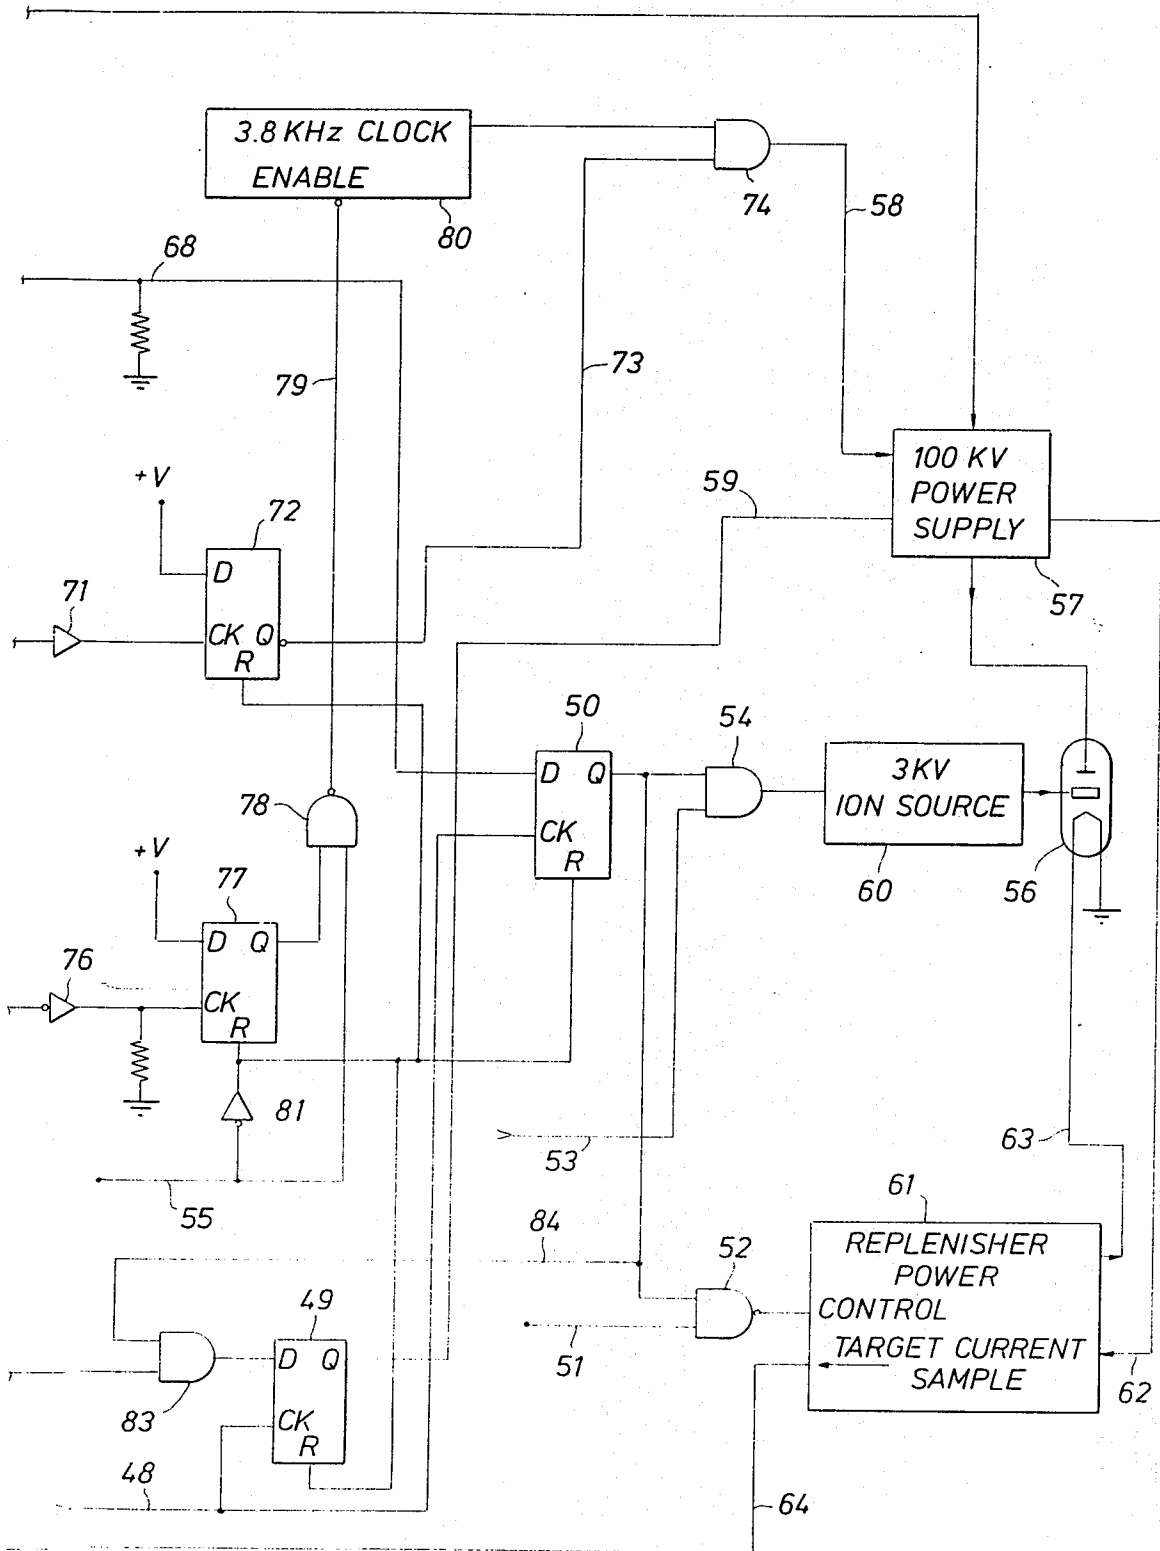 3.8 KHz CLOCK
ENABLE
80
74
58
68
79
73
+V
72
D
CK Q
R
71
59
100 KV
POWER
SUPPLY
57
50
D Q
CK
R
54
3KV
ION SOURCE
60
56
78
+V
77
D Q
CK
R
76
81
53
63
55
84
52
61
REPLENISHER
POWER
CONTROL
TARGET CURRENT
SAMPLE
62
49
D Q
CK
R
51
83
48
64